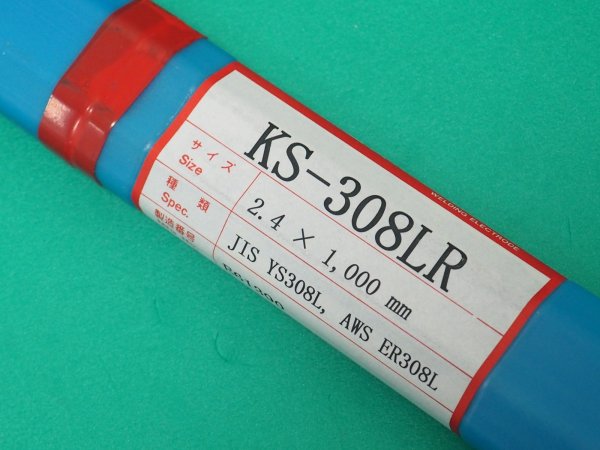 WELDING ELECTRODE
KS-308LR
サイズ 2.4 × 1,000 mm
Size
種類 JIS YS308L, AWS ER308L
Spec.
製造番号